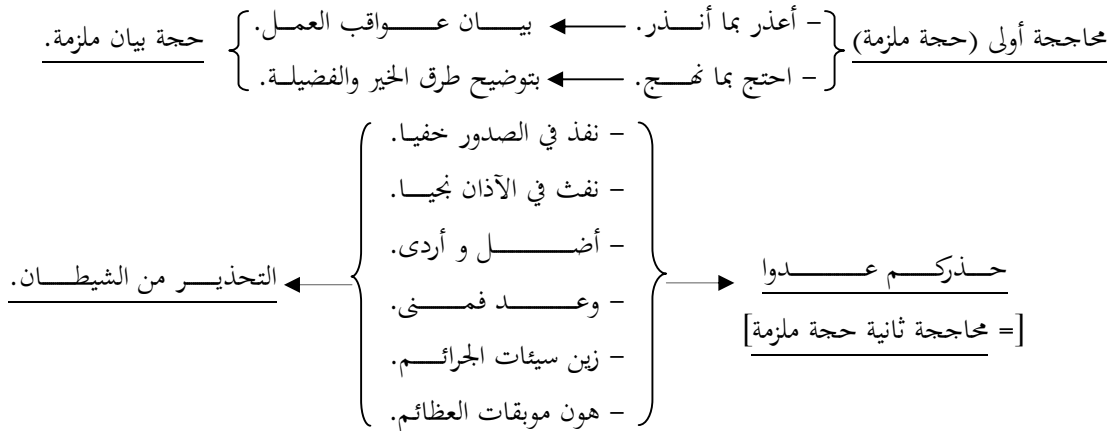 محاججة أولى (حجة ملزمة)
– أعذر بما أنذر. بيان عواقب العمل.
– احتج بما نهج. بتوضيح طرق الخير والفضيلة.
حجة بيان ملزمة.
– نفذ في الصدور خفيا.
– نفث في الآذان نجيا.
– أضل و أردى.
– وعد فمنى.
– زين سيئات الجرائم.
– هون موبقات العظائم.
حذركم عدوا
[= محاججة ثانية حجة ملزمة]
التحذير من الشيطان.